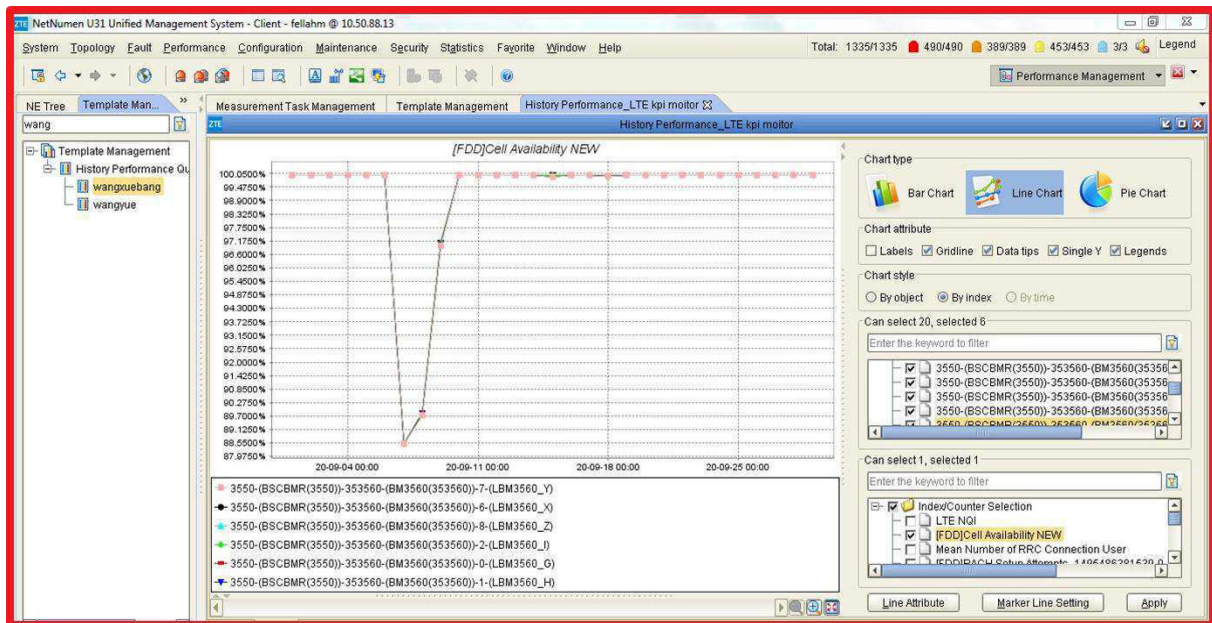 ZTE NetNumen U31 Unified Management System - Client - fellahm @ 10.50.88.13
System Topology Fault Performance Configuration Maintenance Security Statistics Favorite Window Help
Total: 1335/1335 490/490 389/389 453/453 3/3 Legend
Performance Management
NE Tree Template Man... »
Measurement Task Management Template Management History Performance_LTE kpi moitor
wang
ZTE History Performance_LTE kpi moitor
Template Management
History Performance Qu
wangxuebang
wangyue
[FDD]Cell Availability NEW
100.0500%
99.4750%
98.9000%
98.3250%
97.7500%
97.1750%
96.6000%
96.0250%
95.4500%
94.8750%
94.3000%
93.7250%
93.1500%
92.5750%
92.0000%
91.4250%
90.8500%
90.2750%
89.7000%
89.1250%
88.5500%
87.9750%
20-09-04 00:00 20-09-11 00:00 20-09-18 00:00 20-09-25 00:00
3550-(BSCBMR(3550))-353560-(BM3560(353560))-7-(LBM3560_Y)
3550-(BSCBMR(3550))-353560-(BM3560(353560))-6-(LBM3560_X)
3550-(BSCBMR(3550))-353560-(BM3560(353560))-8-(LBM3560_Z)
3550-(BSCBMR(3550))-353560-(BM3560(353560))-2-(LBM3560_I)
3550-(BSCBMR(3550))-353560-(BM3560(353560))-0-(LBM3560_G)
3550-(BSCBMR(3550))-353560-(BM3560(353560))-1-(LBM3560_H)
Chart type
Bar Chart Line Chart Pie Chart
Chart attribute
Labels Gridline Data tips Single Y Legends
Chart style
By object By index By time
Can select 20, selected 6
Enter the keyword to filter
3550-(BSCBMR(3550))-353560-(BM3560(35356
3550-(BSCBMR(3550))-353560-(BM3560(35356
3550-(BSCBMR(3550))-353560-(BM3560(35356
3550-(BSCBMR(3550))-353560-(BM3560(35356
3550-(BSCBMR(3550))-353560-(BM3560(35356
Can select 1, selected 1
Enter the keyword to filter
Index/Counter Selection
LTE NQI
[FDD]Cell Availability NEW
Mean Number of RRC Connection User
[FDD]RACH Setup Attempts
Line Attribute Marker Line Setting Apply